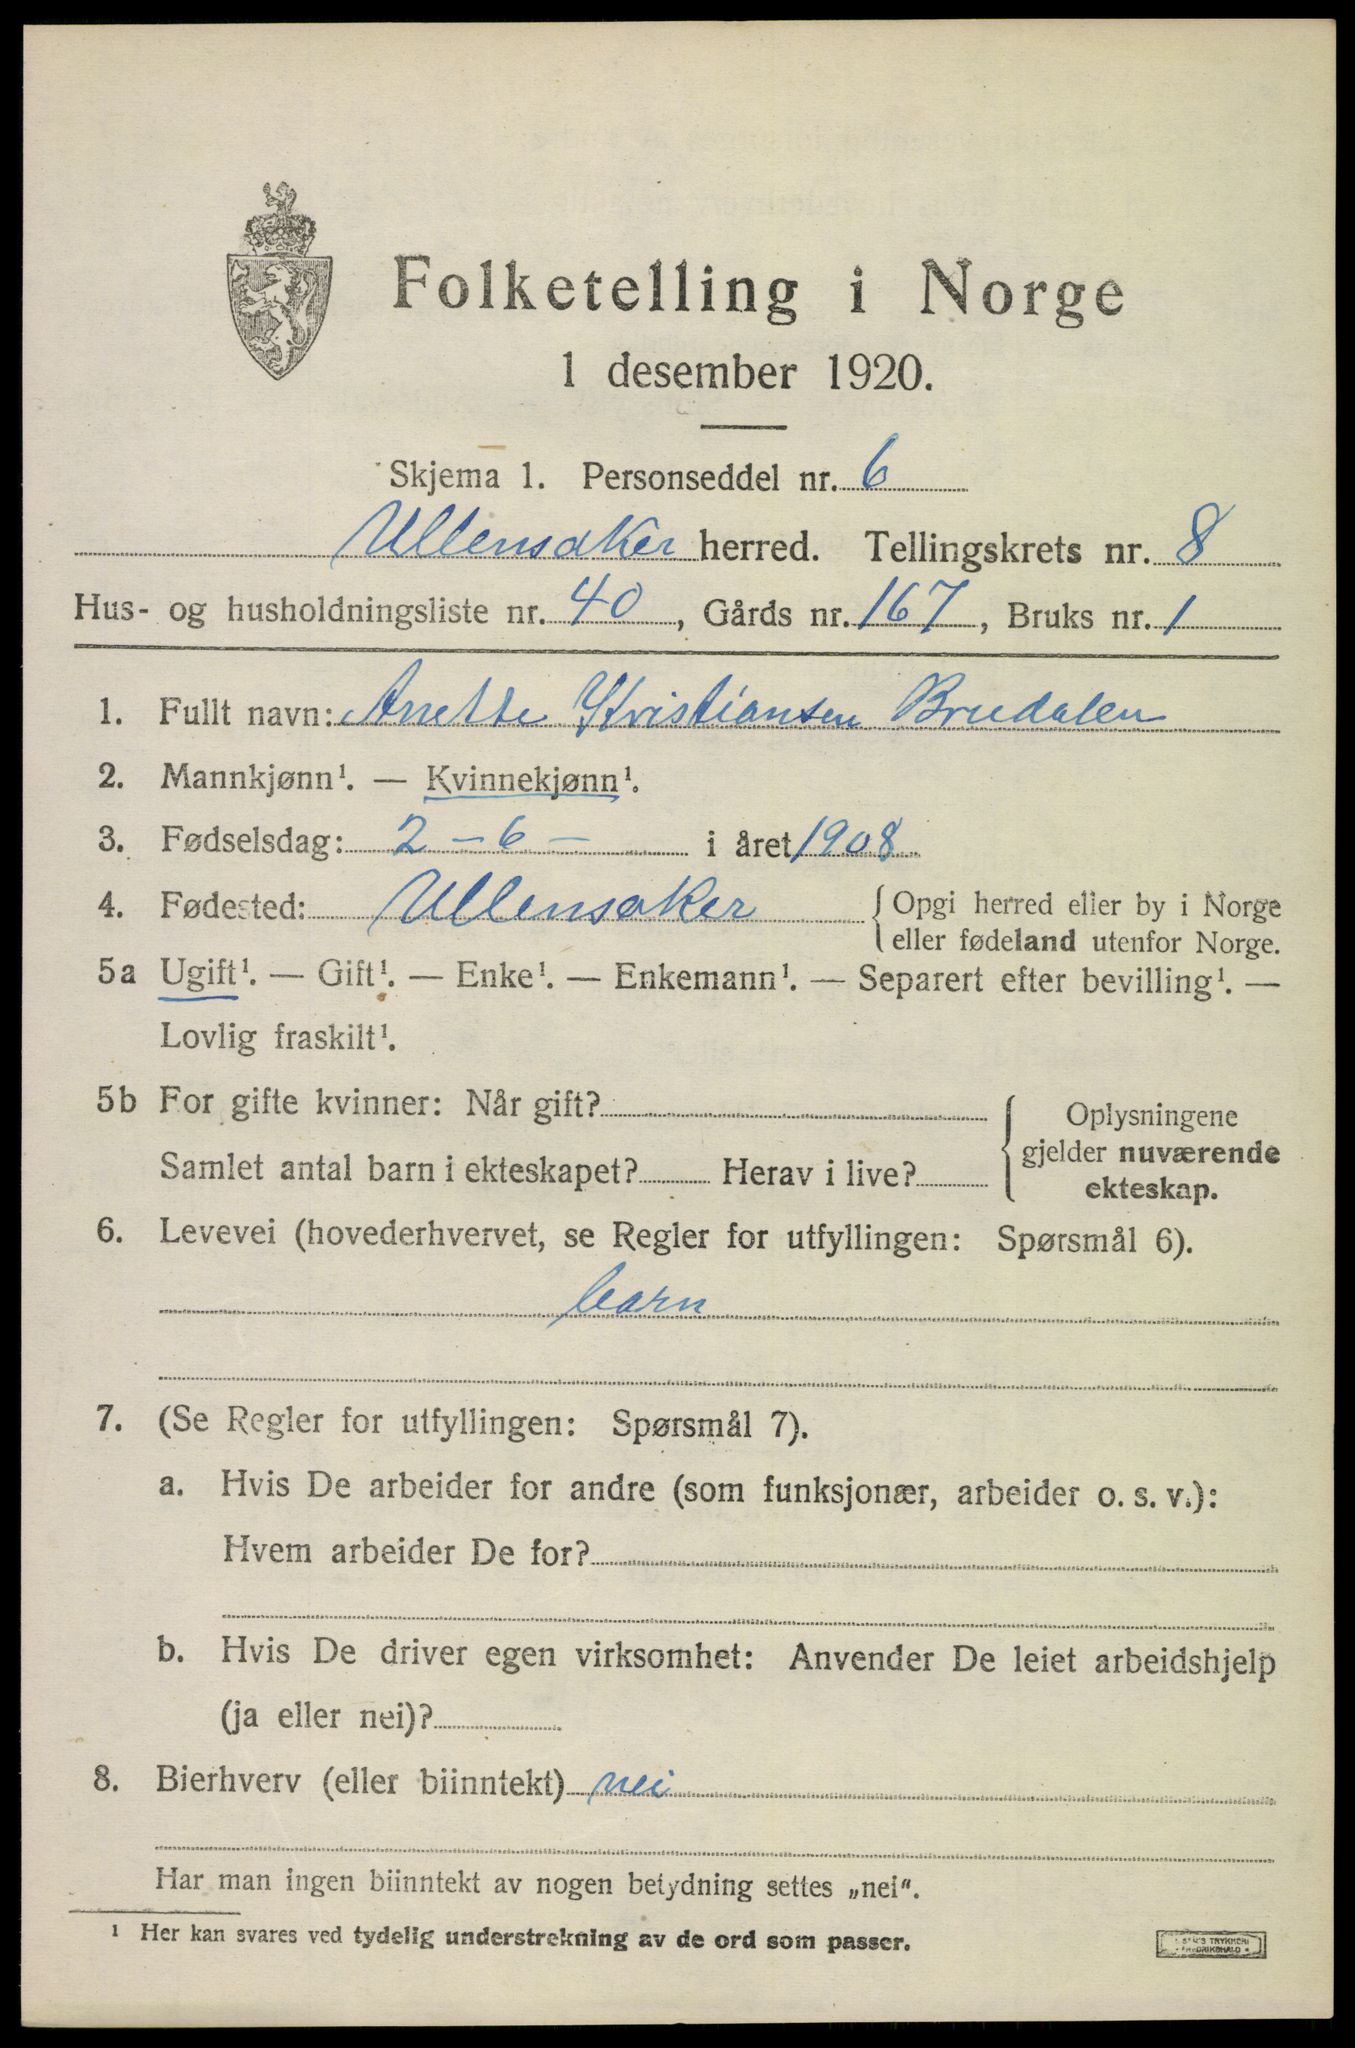 Folketelling i Norge
1 desember 1920.
Skjema 1. Personseddel nr. 6
Ullensaker herred. Tellingskrets nr. 8
Hus- og husholdningsliste nr. 40, Gårds nr. 167, Bruks nr. 1
1. Fullt navn: Anette Kristiansen Brudalen
2. Mannkjønn¹. — Kvinnekjønn¹.
3. Fødselsdag: 2 - 6 - i året 1908
4. Fødested: Ullensaker { Opgi herred eller by i Norge
eller fødeland utenfor Norge.
5a Ugift¹. — Gift¹. — Enke¹. — Enkemann¹. — Separert efter bevilling¹. —
Lovlig fraskilt¹.
5b For gifte kvinner: Når gift?
Samlet antal barn i ekteskapet? Herav i live?
{ Oplysningene
gjelder nuværende
ekteskap.
6. Levevei (hovederhvervet, se Regler for utfyllingen: Spørsmål 6).
barn
7. (Se Regler for utfyllingen: Spørsmål 7).
a. Hvis De arbeider for andre (som funksjonær, arbeider o. s. v.):
Hvem arbeider De for?
b. Hvis De driver egen virksomhet: Anvender De leiet arbeidshjelp
(ja eller nei)?
8. Bierhverv (eller biinntekt) nei
Har man ingen biinntekt av nogen betydning settes „nei".
¹ Her kan svares ved tydelig understrekning av de ord som passer.
TRYKKERI
FREDRIKSHALD